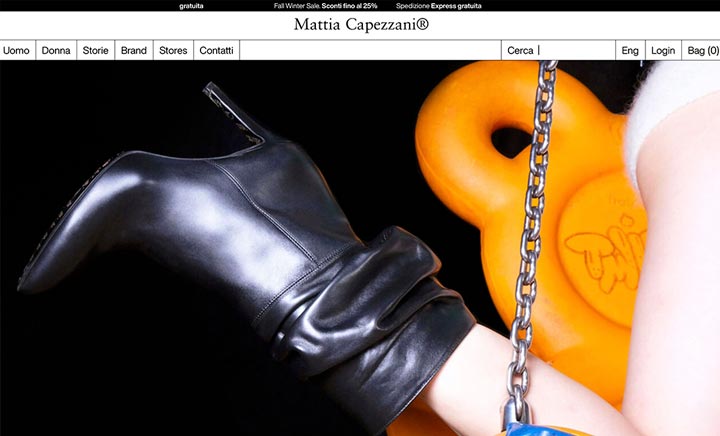 gratuita Fall Winter Sale. Sconti fino al 25% Spedizione Express gratuita
Mattia Capezzani®
Uomo Donna Storie Brand Stores Contatti Cerca Eng Login Bag (0)